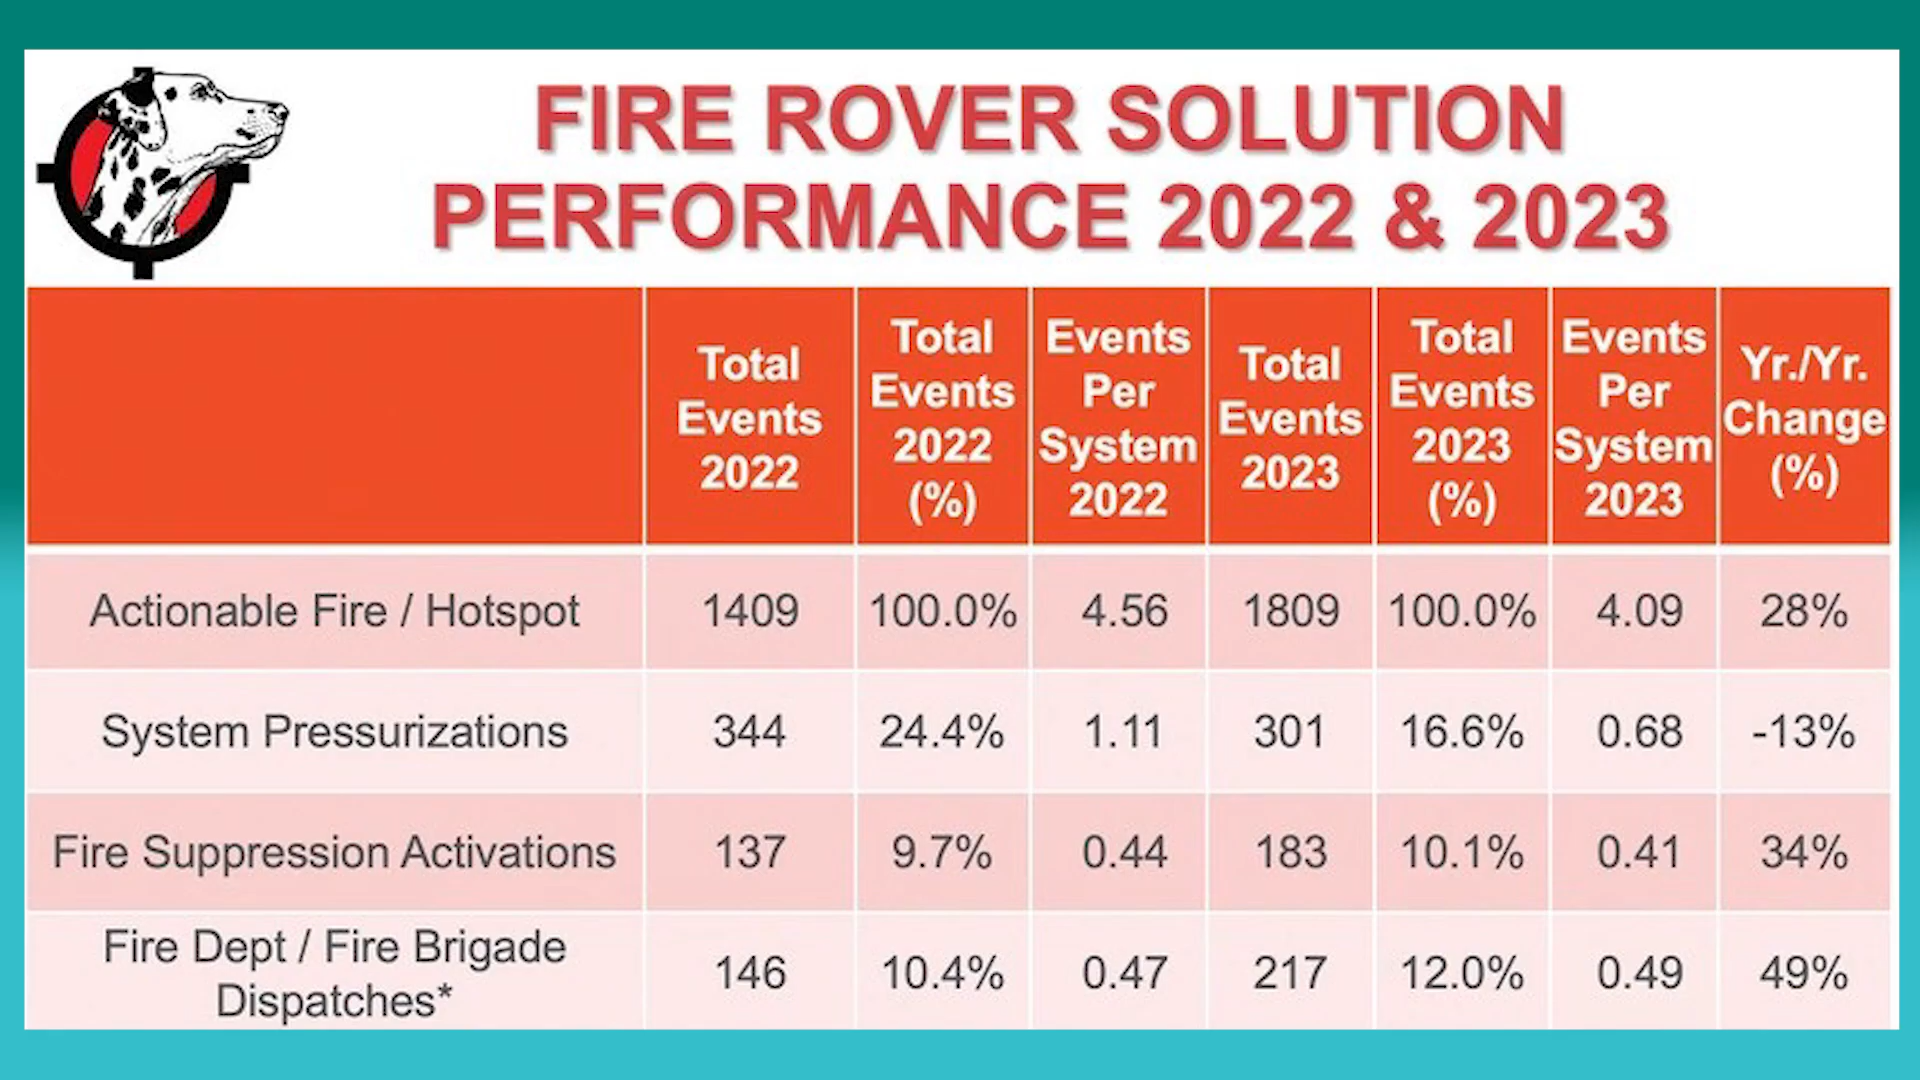 FIRE ROVER SOLUTION
PERFORMANCE 2022 & 2023
Total Events 2022
Total Events 2022 (%)
Events Per System 2022
Total Events 2023
Total Events 2023 (%)
Events Per System 2023
Yr./Yr. Change (%)
Actionable Fire / Hotspot 1409 100.0% 4.56 1809 100.0% 4.09 28%
System Pressurizations 344 24.4% 1.11 301 16.6% 0.68 -13%
Fire Suppression Activations 137 9.7% 0.44 183 10.1% 0.41 34%
Fire Dept / Fire Brigade
Dispatches* 146 10.4% 0.47 217 12.0% 0.49 49%